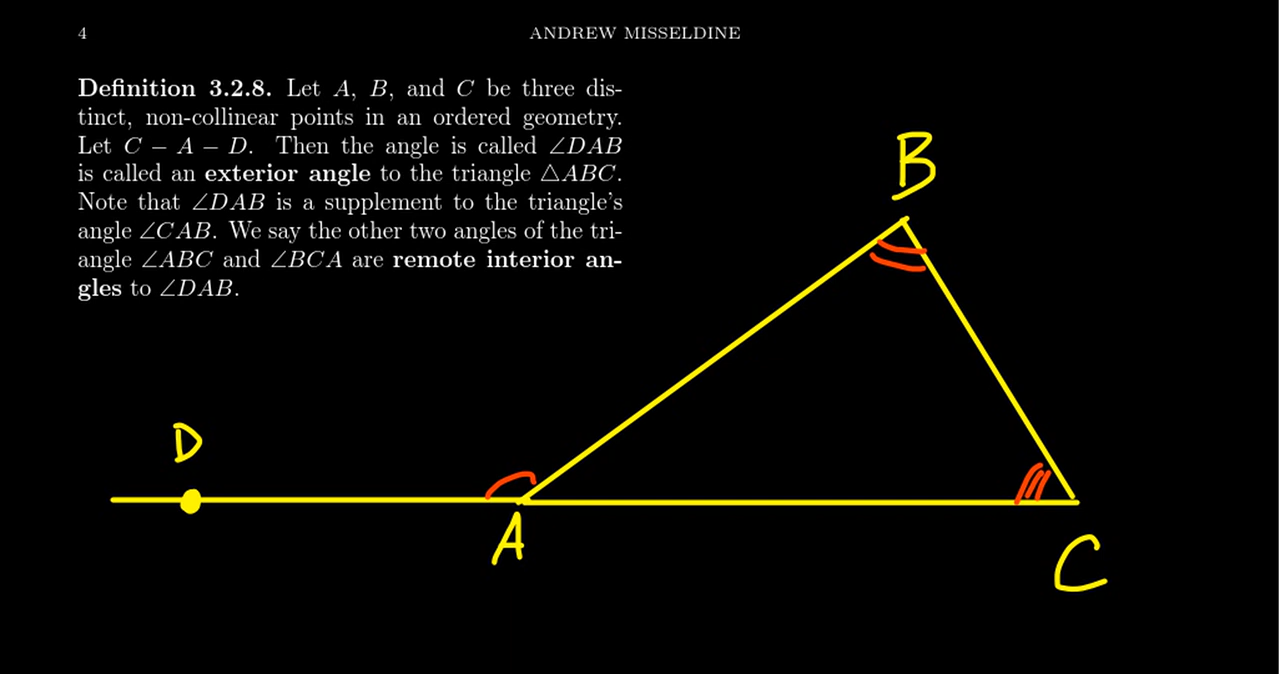 4 ANDREW MISSELDINE
Definition 3.2.8. Let A, B, and C be three dis-
tinct, non-collinear points in an ordered geometry.
Let C − A − D. Then the angle is called ∠DAB
is called an exterior angle to the triangle △ABC.
Note that ∠DAB is a supplement to the triangle's
angle ∠CAB. We say the other two angles of the tri-
angle ∠ABC and ∠BCA are remote interior an-
gles to ∠DAB.
B
D
A
C